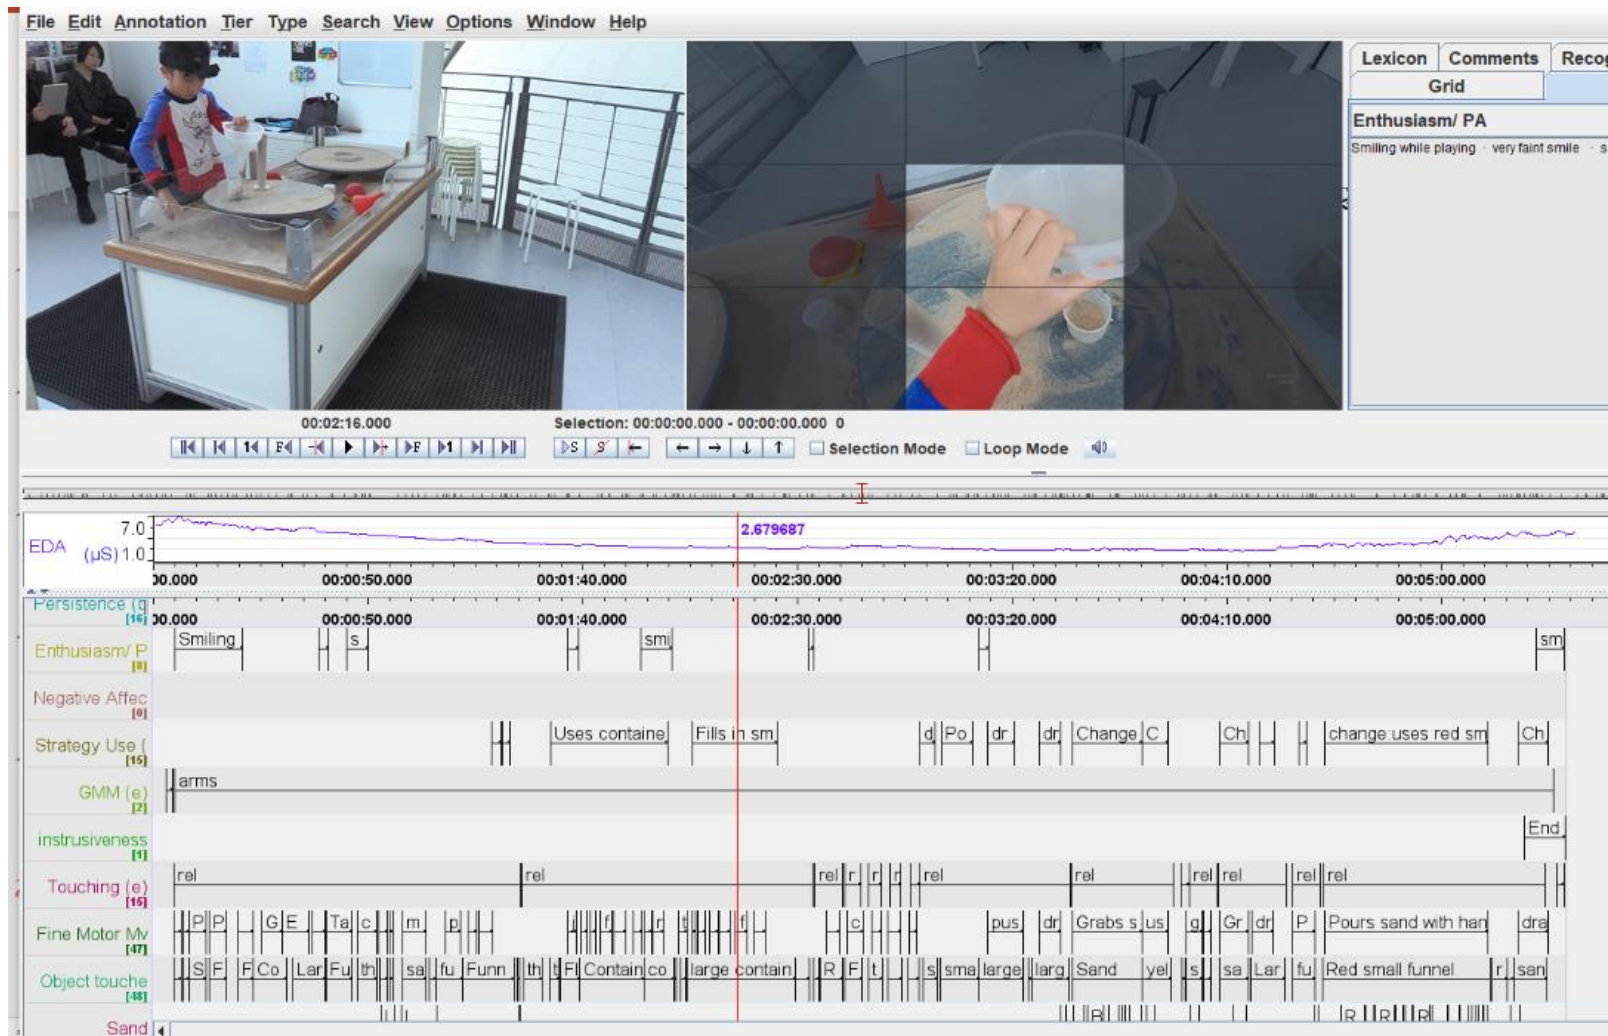 File Edit Annotation Tier Type Search View Options Window Help
Lexicon Comments Recog
Grid
Enthusiasm/ PA
Smiling while playing · very faint smile · s
00:02:16.000 Selection: 00:00:00.000 - 00:00:00.000 0
Selection Mode Loop Mode
EDA (µS) 7.0 1.0 2.679687
00.000 00:00:50.000 00:01:40.000 00:02:30.000 00:03:20.000 00:04:10.000 00:05:00.000
Persistence (
[16] 00.000 00:00:50.000 00:01:40.000 00:02:30.000 00:03:20.000 00:04:10.000 00:05:00.000
Enthusiasm/ P Smiling s smi sm
[8]
Negative Affec
[0]
Strategy Use ( Uses containe Fills in sm d Po dr dr Change C Ch change:uses red sm Ch
[15]
GMM (e) arms
[2]
instrusiveness End
[1]
Touching (e) rel rel rel r r r rel rel rel rel rel rel
[15]
Fine Motor Mv P P G E Ta c m p f r t f c pus dr Grabs s us g Gr dr P Pours sand with han dra
[47]
Object touche S F F Co Lar Fu th sa fu Funn th t Fl Contain co large contain R F t s sma large larg Sand yel s sa Lar fu Red small funnel r san
[48]
Sand R R R R